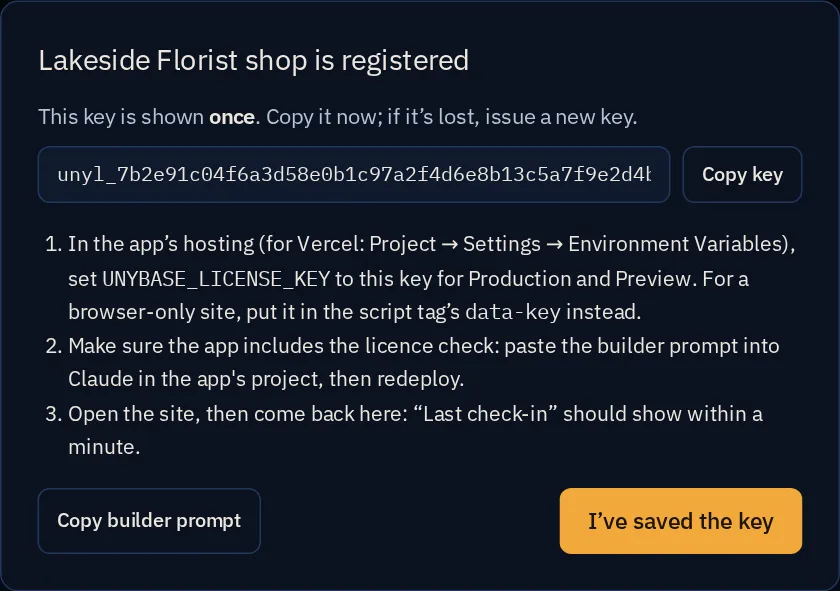 Lakeside Florist shop is registered
This key is shown once. Copy it now; if it’s lost, issue a new key.
unyl_7b2e91c04f6a3d58e0b1c97a2f4d6e8b13c5a7f9e2d4b
Copy key
1. In the app’s hosting (for Vercel: Project → Settings → Environment Variables),
set UNYBASE_LICENSE_KEY to this key for Production and Preview. For a
browser-only site, put it in the script tag’s data-key instead.
2. Make sure the app includes the licence check: paste the builder prompt into
Claude in the app's project, then redeploy.
3. Open the site, then come back here: “Last check-in” should show within a
minute.
Copy builder prompt
I’ve saved the key